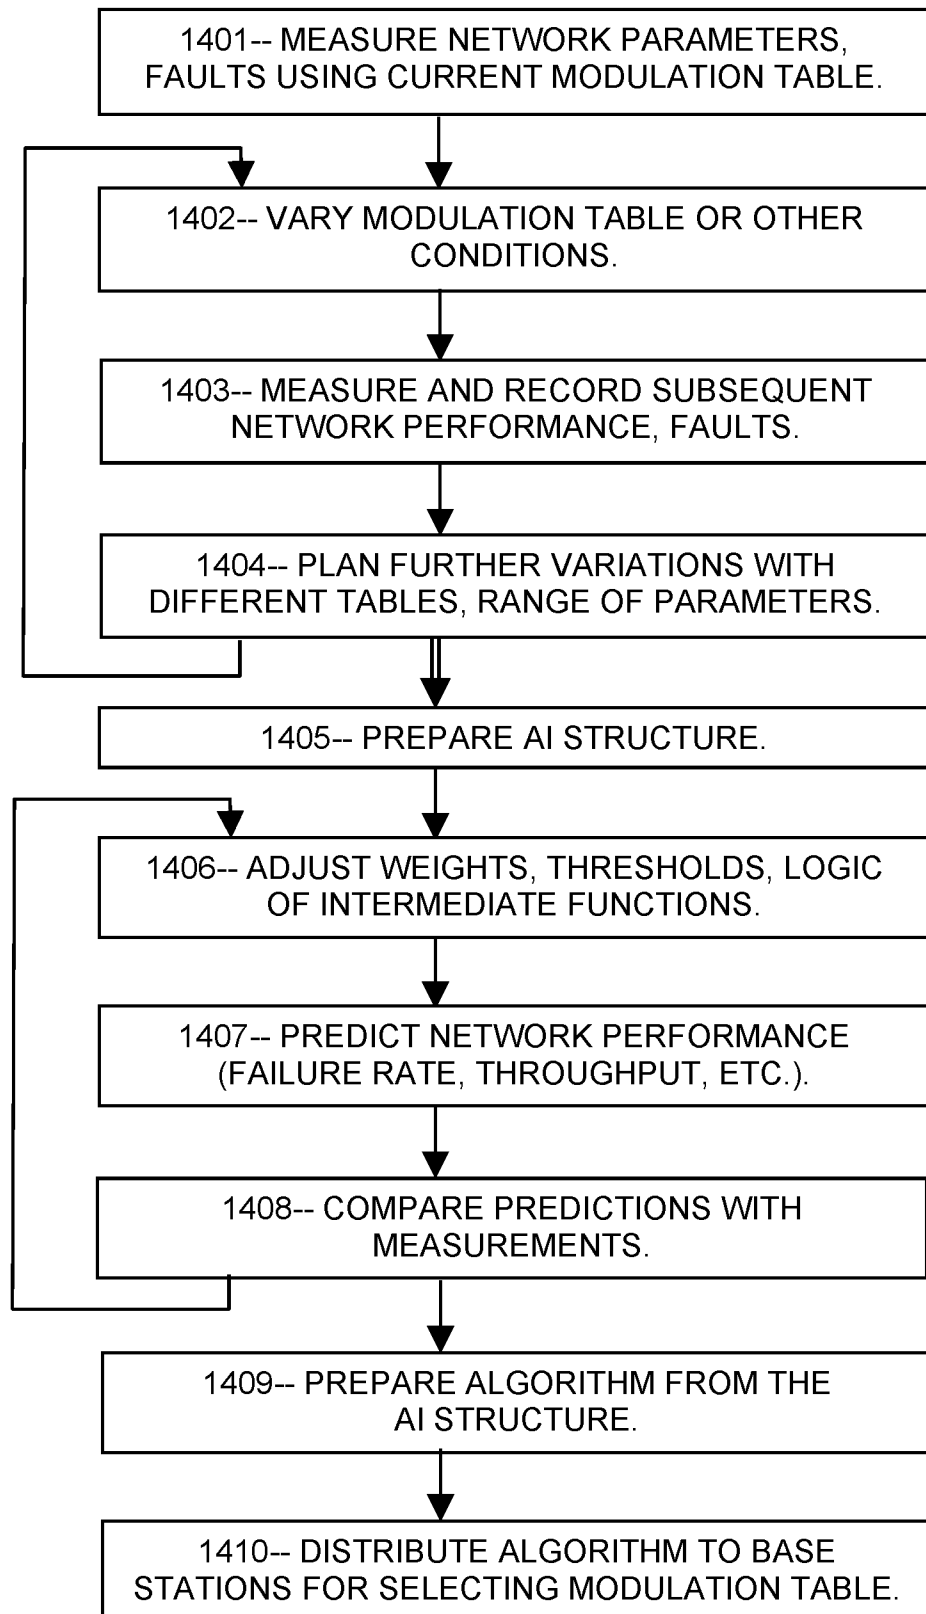 1401-- MEASURE NETWORK PARAMETERS,
FAULTS USING CURRENT MODULATION TABLE.
1402-- VARY MODULATION TABLE OR OTHER
CONDITIONS.
1403-- MEASURE AND RECORD SUBSEQUENT
NETWORK PERFORMANCE, FAULTS.
1404-- PLAN FURTHER VARIATIONS WITH
DIFFERENT TABLES, RANGE OF PARAMETERS.
1405-- PREPARE AI STRUCTURE.
1406-- ADJUST WEIGHTS, THRESHOLDS, LOGIC
OF INTERMEDIATE FUNCTIONS.
1407-- PREDICT NETWORK PERFORMANCE
(FAILURE RATE, THROUGHPUT, ETC.).
1408-- COMPARE PREDICTIONS WITH
MEASUREMENTS.
1409-- PREPARE ALGORITHM FROM THE
AI STRUCTURE.
1410-- DISTRIBUTE ALGORITHM TO BASE
STATIONS FOR SELECTING MODULATION TABLE.